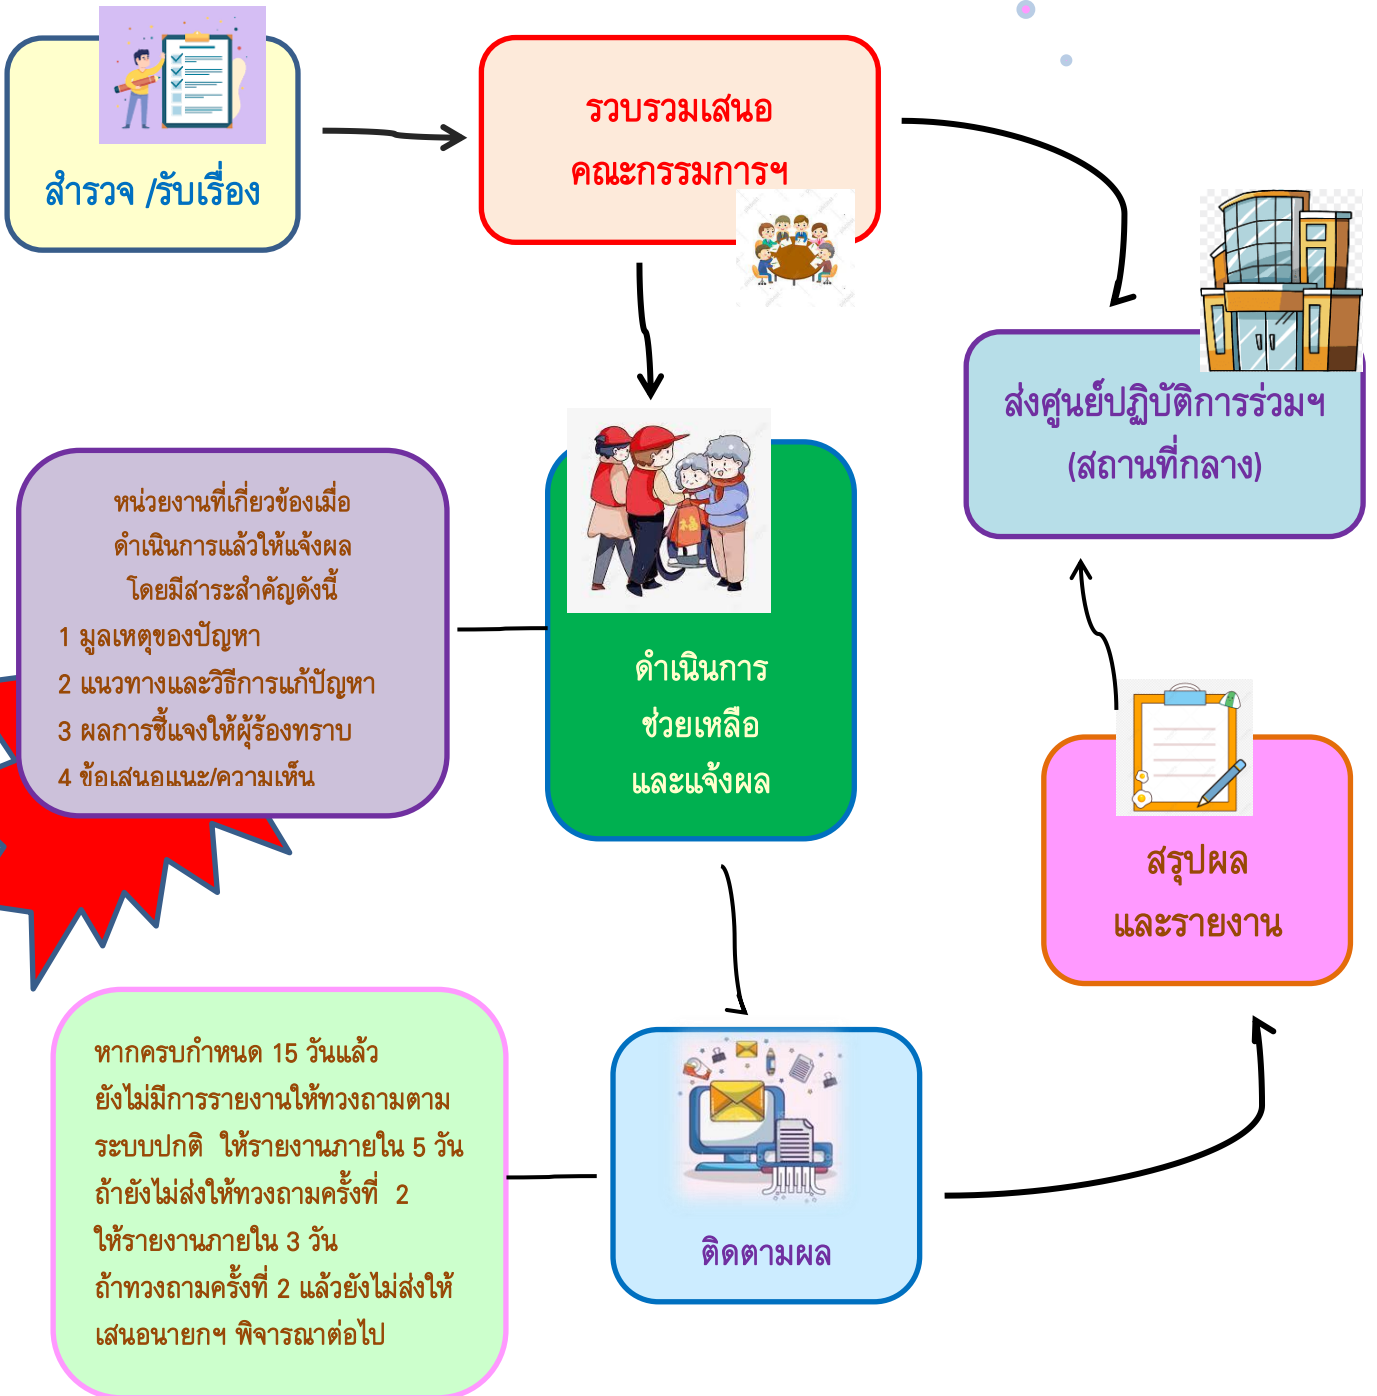 สำรวจ /รับเรื่อง
รวบรวมเสนอ
คณะกรรมการฯ
ส่งศูนย์ปฏิบัติการร่วมฯ
(สถานที่กลาง)
หน่วยงานที่เกี่ยวข้องเมื่อ
ดำเนินการแล้วให้แจ้งผล
โดยมีสาระสำคัญดังนี้
1 มูลเหตุของปัญหา
2 แนวทางและวิธีการแก้ปัญหา
3 ผลการชี้แจงให้ผู้ร้องทราบ
4 ข้อเสนอแนะ/ความเห็น
ดำเนินการ
ช่วยเหลือ
และแจ้งผล
สรุปผล
และรายงาน
หากครบกำหนด 15 วันแล้ว
ยังไม่มีการรายงานให้ทวงถามตาม
ระบบปกติ  ให้รายงานภายใน 5 วัน
ถ้ายังไม่ส่งให้ทวงถามครั้งที่  2
ให้รายงานภายใน 3 วัน
ถ้าทวงถามครั้งที่ 2 แล้วยังไม่ส่งให้
เสนอนายกฯ พิจารณาต่อไป
ติดตามผล